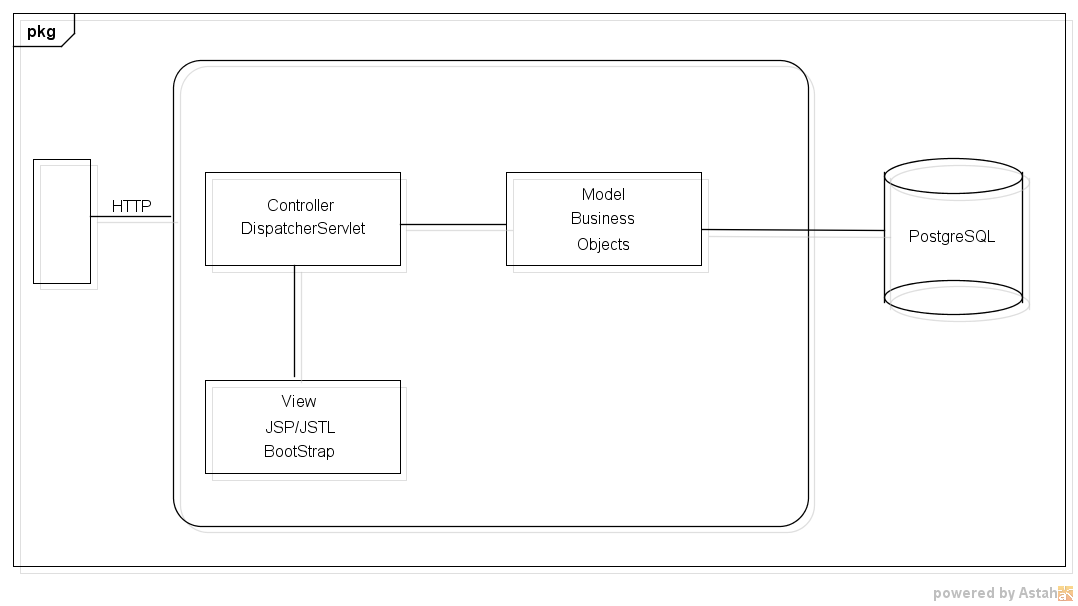 pkg
HTTP
Controller
DispatcherServlet
Model
Business
Objects
PostgreSQL
View
JSP/JSTL
BootStrap
powered by Astah